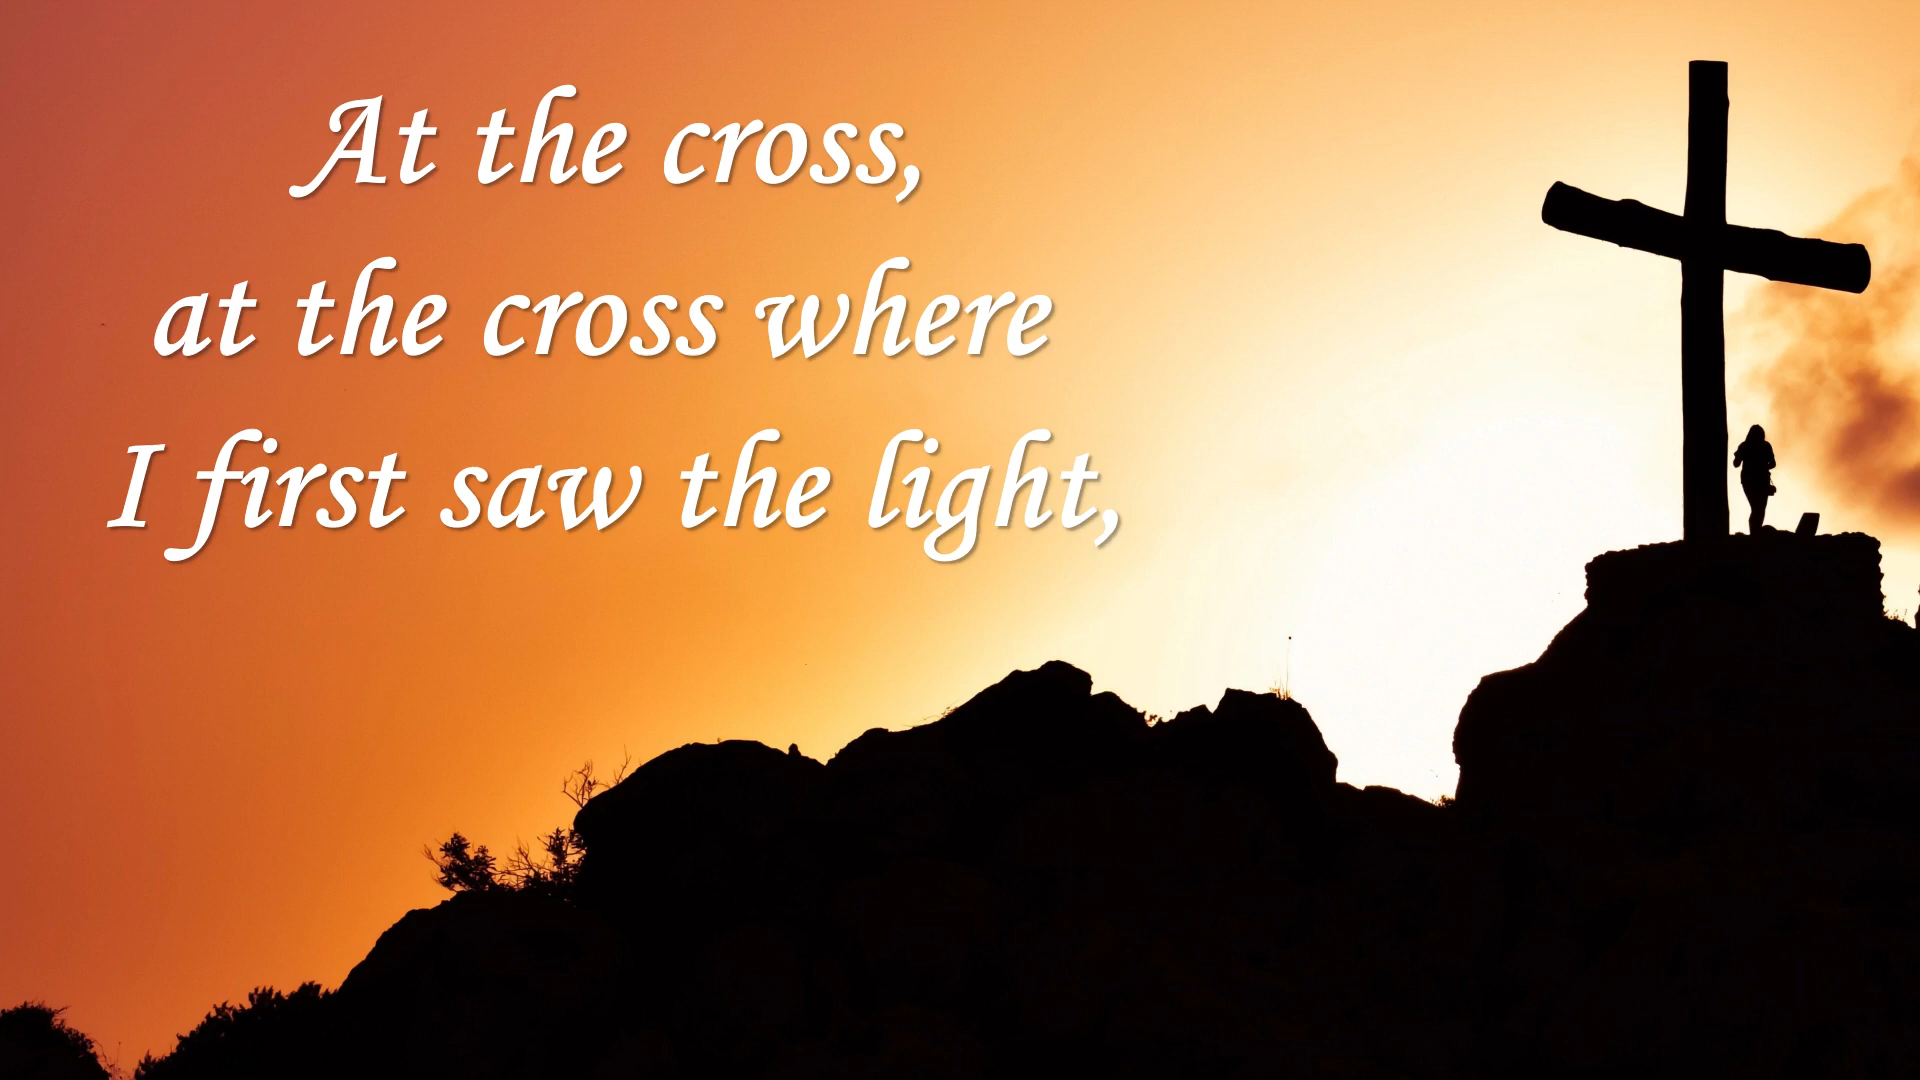 At the cross,
at the cross where
I first saw the light,